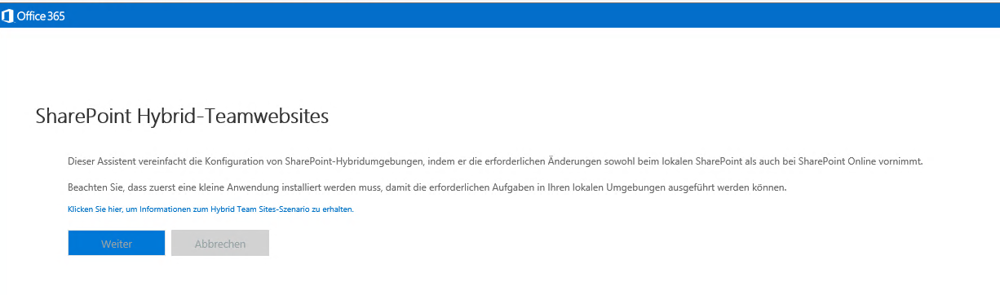 Office 365
SharePoint Hybrid-Teamwebsites
Dieser Assistent vereinfacht die Konfiguration von SharePoint-Hybridumgebungen, indem er die erforderlichen Änderungen sowohl beim lokalen SharePoint als auch bei SharePoint Online vornimmt.
Beachten Sie, dass zuerst eine kleine Anwendung installiert werden muss, damit die erforderlichen Aufgaben in Ihren lokalen Umgebungen ausgeführt werden können.
Klicken Sie hier, um Informationen zum Hybrid Team Sites-Szenario zu erhalten.
Weiter Abbrechen